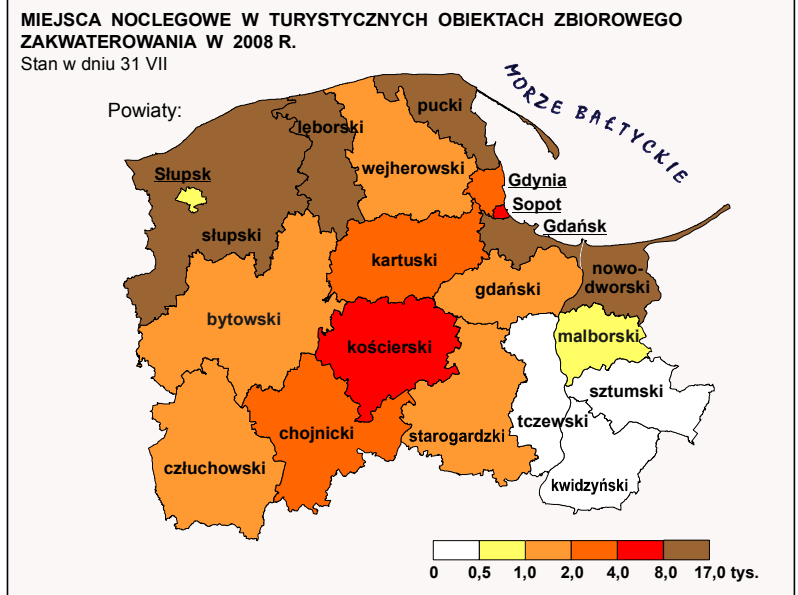 MIEJSCA NOCLEGOWE W TURYSTYCZNYCH OBIEKTACH ZBIOROWEGO
ZAKWATEROWANIA W 2008 R.
Stan w dniu 31 VII
Powiaty:
MORZE BAŁTYCKIE
pucki
lęborski
wejherowski
Słupsk
Gdynia
Sopot
Gdańsk
słupski
kartuski
nowo-
dworski
gdański
bytowski
malborski
kościerski
sztumski
tczewski
chojnicki
starogardzki
człuchowski
kwidzyński
0 0,5 1,0 2,0 4,0 8,0 17,0 tys.